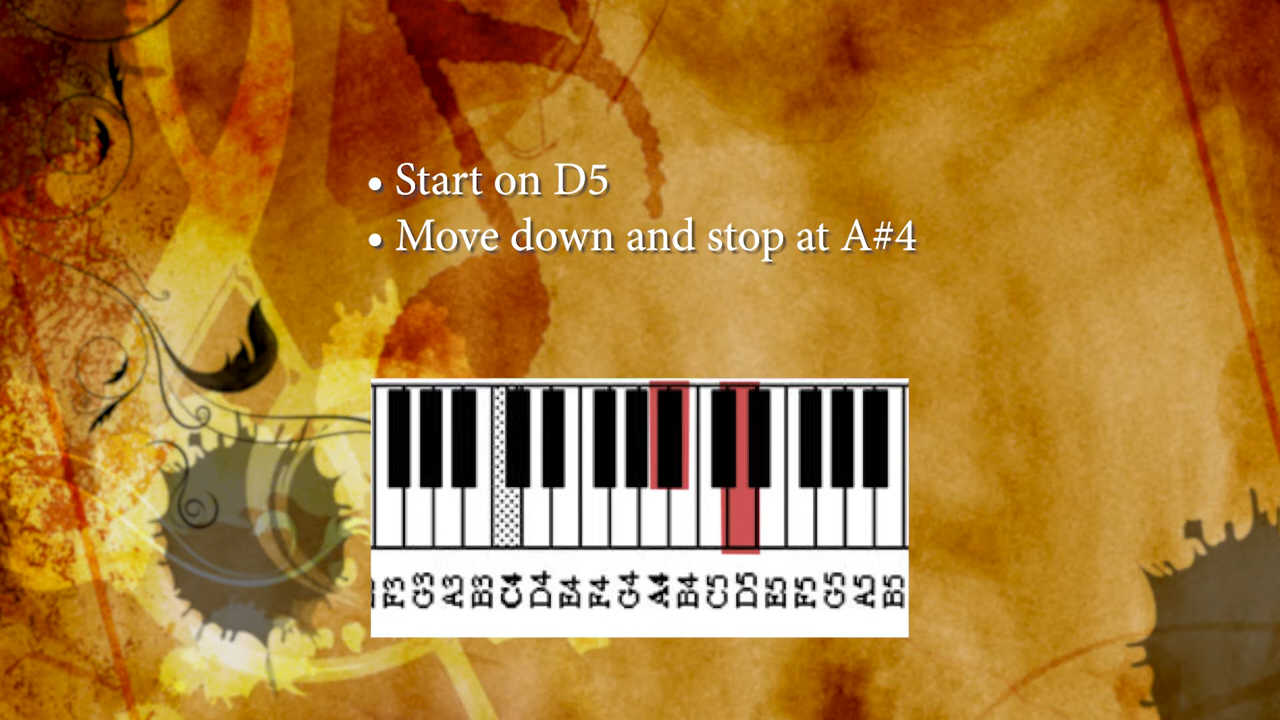 • Start on D5
• Move down and stop at A#4
F3 G3 A3 B3 C4 D4 E4 F4 G4 A4 B4 C5 D5 E5 F5 G5 A5 B5